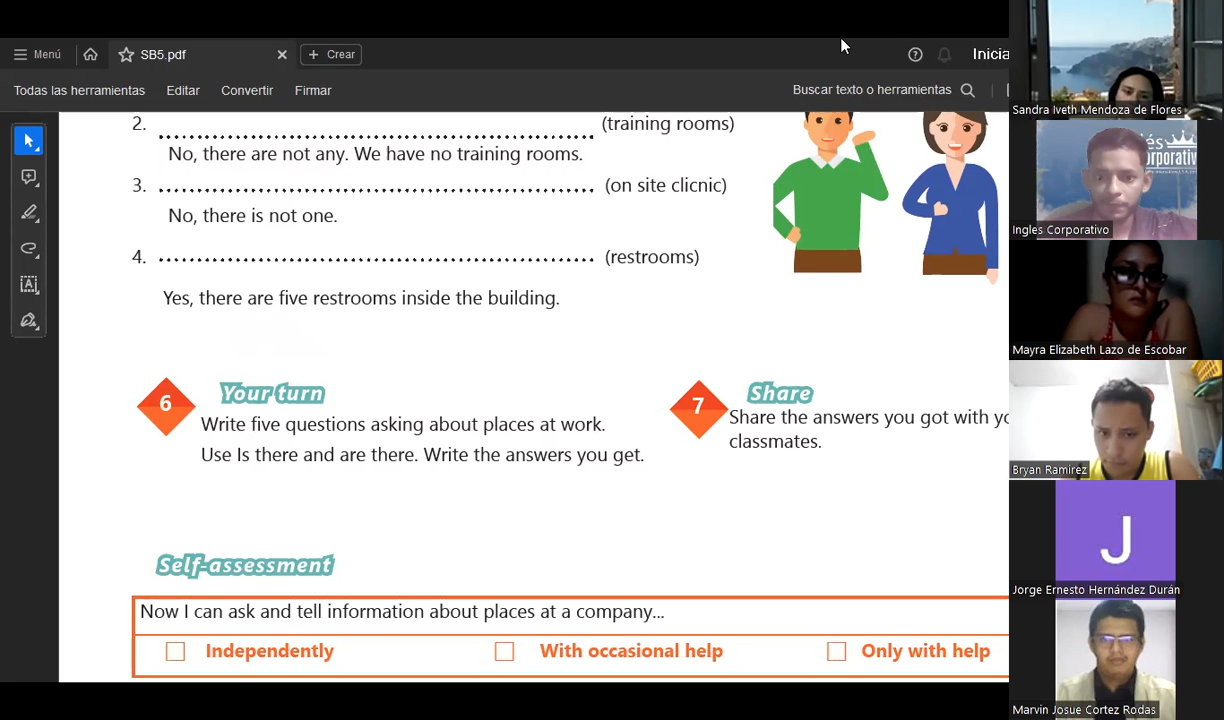 Menú
SB5.pdf
Crear
Inicia
Todas las herramientas
Editar
Convertir
Firmar
Buscar texto o herramientas
2. (training rooms)
No, there are not any. We have no training rooms.
3. (on site clicnic)
No, there is not one.
4. (restrooms)
Yes, there are five restrooms inside the building.
6
Your turn
Write five questions asking about places at work.
Use Is there and are there. Write the answers you get.
7
Share
Share the answers you got with yo
classmates.
Self-assessment
Now I can ask and tell information about places at a company...
Independently
With occasional help
Only with help
Sandra Iveth Mendoza de Flores
Ingles Corporativo
Mayra Elizabeth Lazo de Escobar
Bryan Ramirez
J
Jorge Ernesto Hernández Durán
Marvin Josue Cortez Rodas